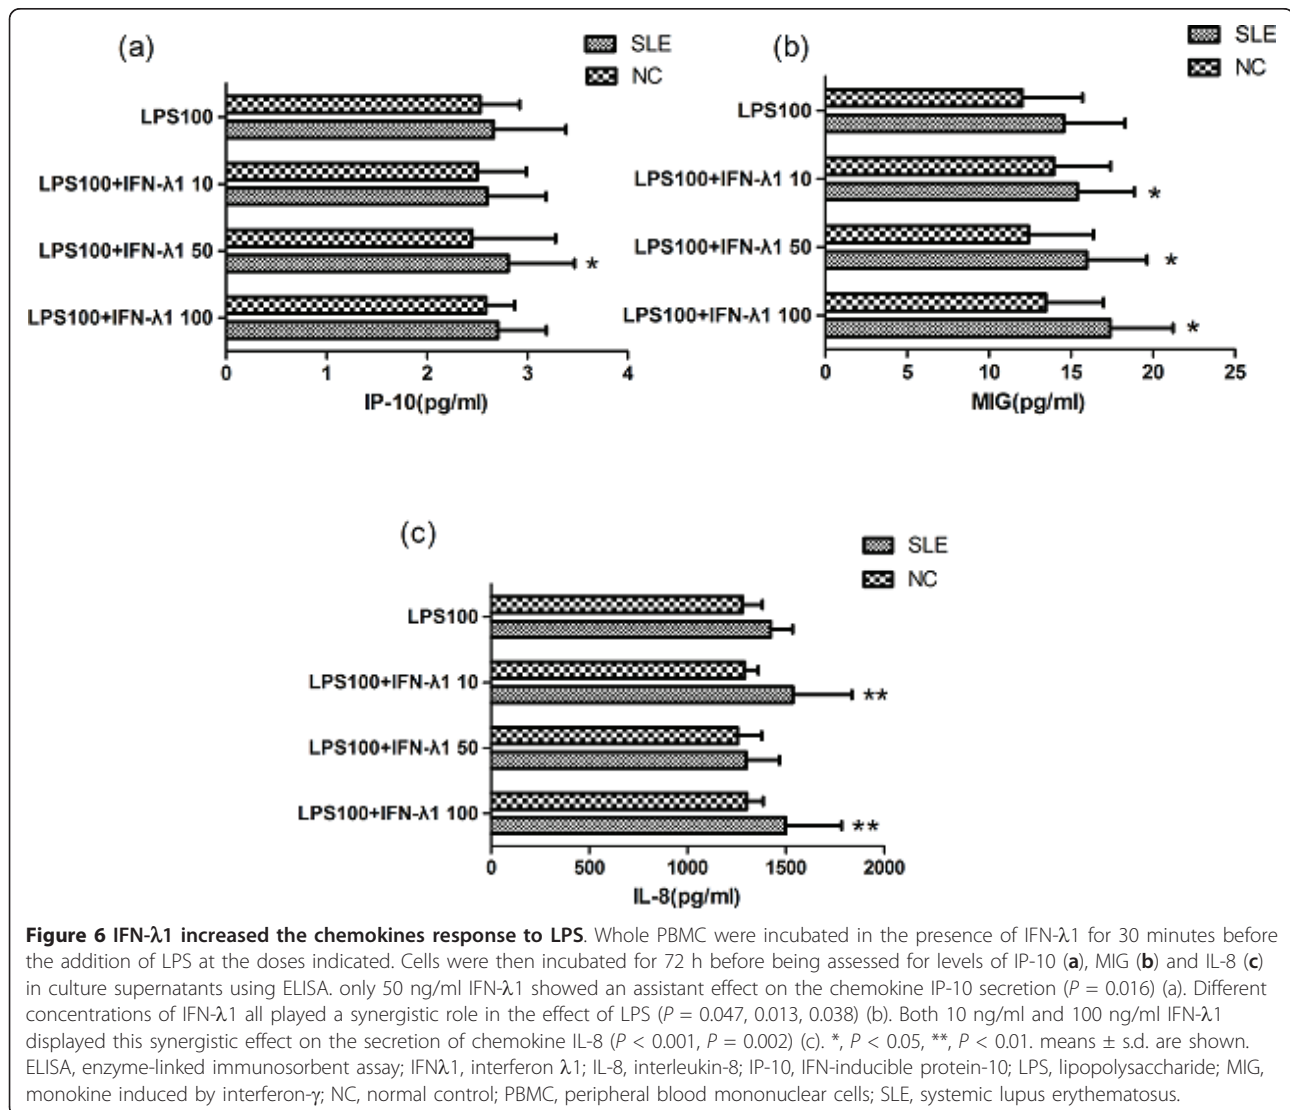 (a)
SLE
NC
LPS100
LPS100+IFN-λ1 10
LPS100+IFN-λ1 50
*
LPS100+IFN-λ1 100
0 1 2 3 4
IP-10(pg/ml)
(b)
SLE
NC
LPS100
LPS100+IFN-λ1 10
*
LPS100+IFN-λ1 50
*
LPS100+IFN-λ1 100
*
0 5 10 15 20 25
MIG(pg/ml)
(c)
SLE
NC
LPS100
LPS100+IFN-λ1 10
**
LPS100+IFN-λ1 50
LPS100+IFN-λ1 100
**
0 500 1000 1500 2000
IL-8(pg/ml)
Figure 6 IFN-λ1 increased the chemokines response to LPS. Whole PBMC were incubated in the presence of IFN-λ1 for 30 minutes before
the addition of LPS at the doses indicated. Cells were then incubated for 72 h before being assessed for levels of IP-10 (a), MIG (b) and IL-8 (c)
in culture supernatants using ELISA. only 50 ng/ml IFN-λ1 showed an assistant effect on the chemokine IP-10 secretion (P = 0.016) (a). Different
concentrations of IFN-λ1 all played a synergistic role in the effect of LPS (P = 0.047, 0.013, 0.038) (b). Both 10 ng/ml and 100 ng/ml IFN-λ1
displayed this synergistic effect on the secretion of chemokine IL-8 (P < 0.001, P = 0.002) (c). *, P < 0.05, **, P < 0.01. means ± s.d. are shown.
ELISA, enzyme-linked immunosorbent assay; IFNλ1, interferon λ1; IL-8, interleukin-8; IP-10, IFN-inducible protein-10; LPS, lipopolysaccharide; MIG,
monokine induced by interferon-γ; NC, normal control; PBMC, peripheral blood mononuclear cells; SLE, systemic lupus erythematosus.